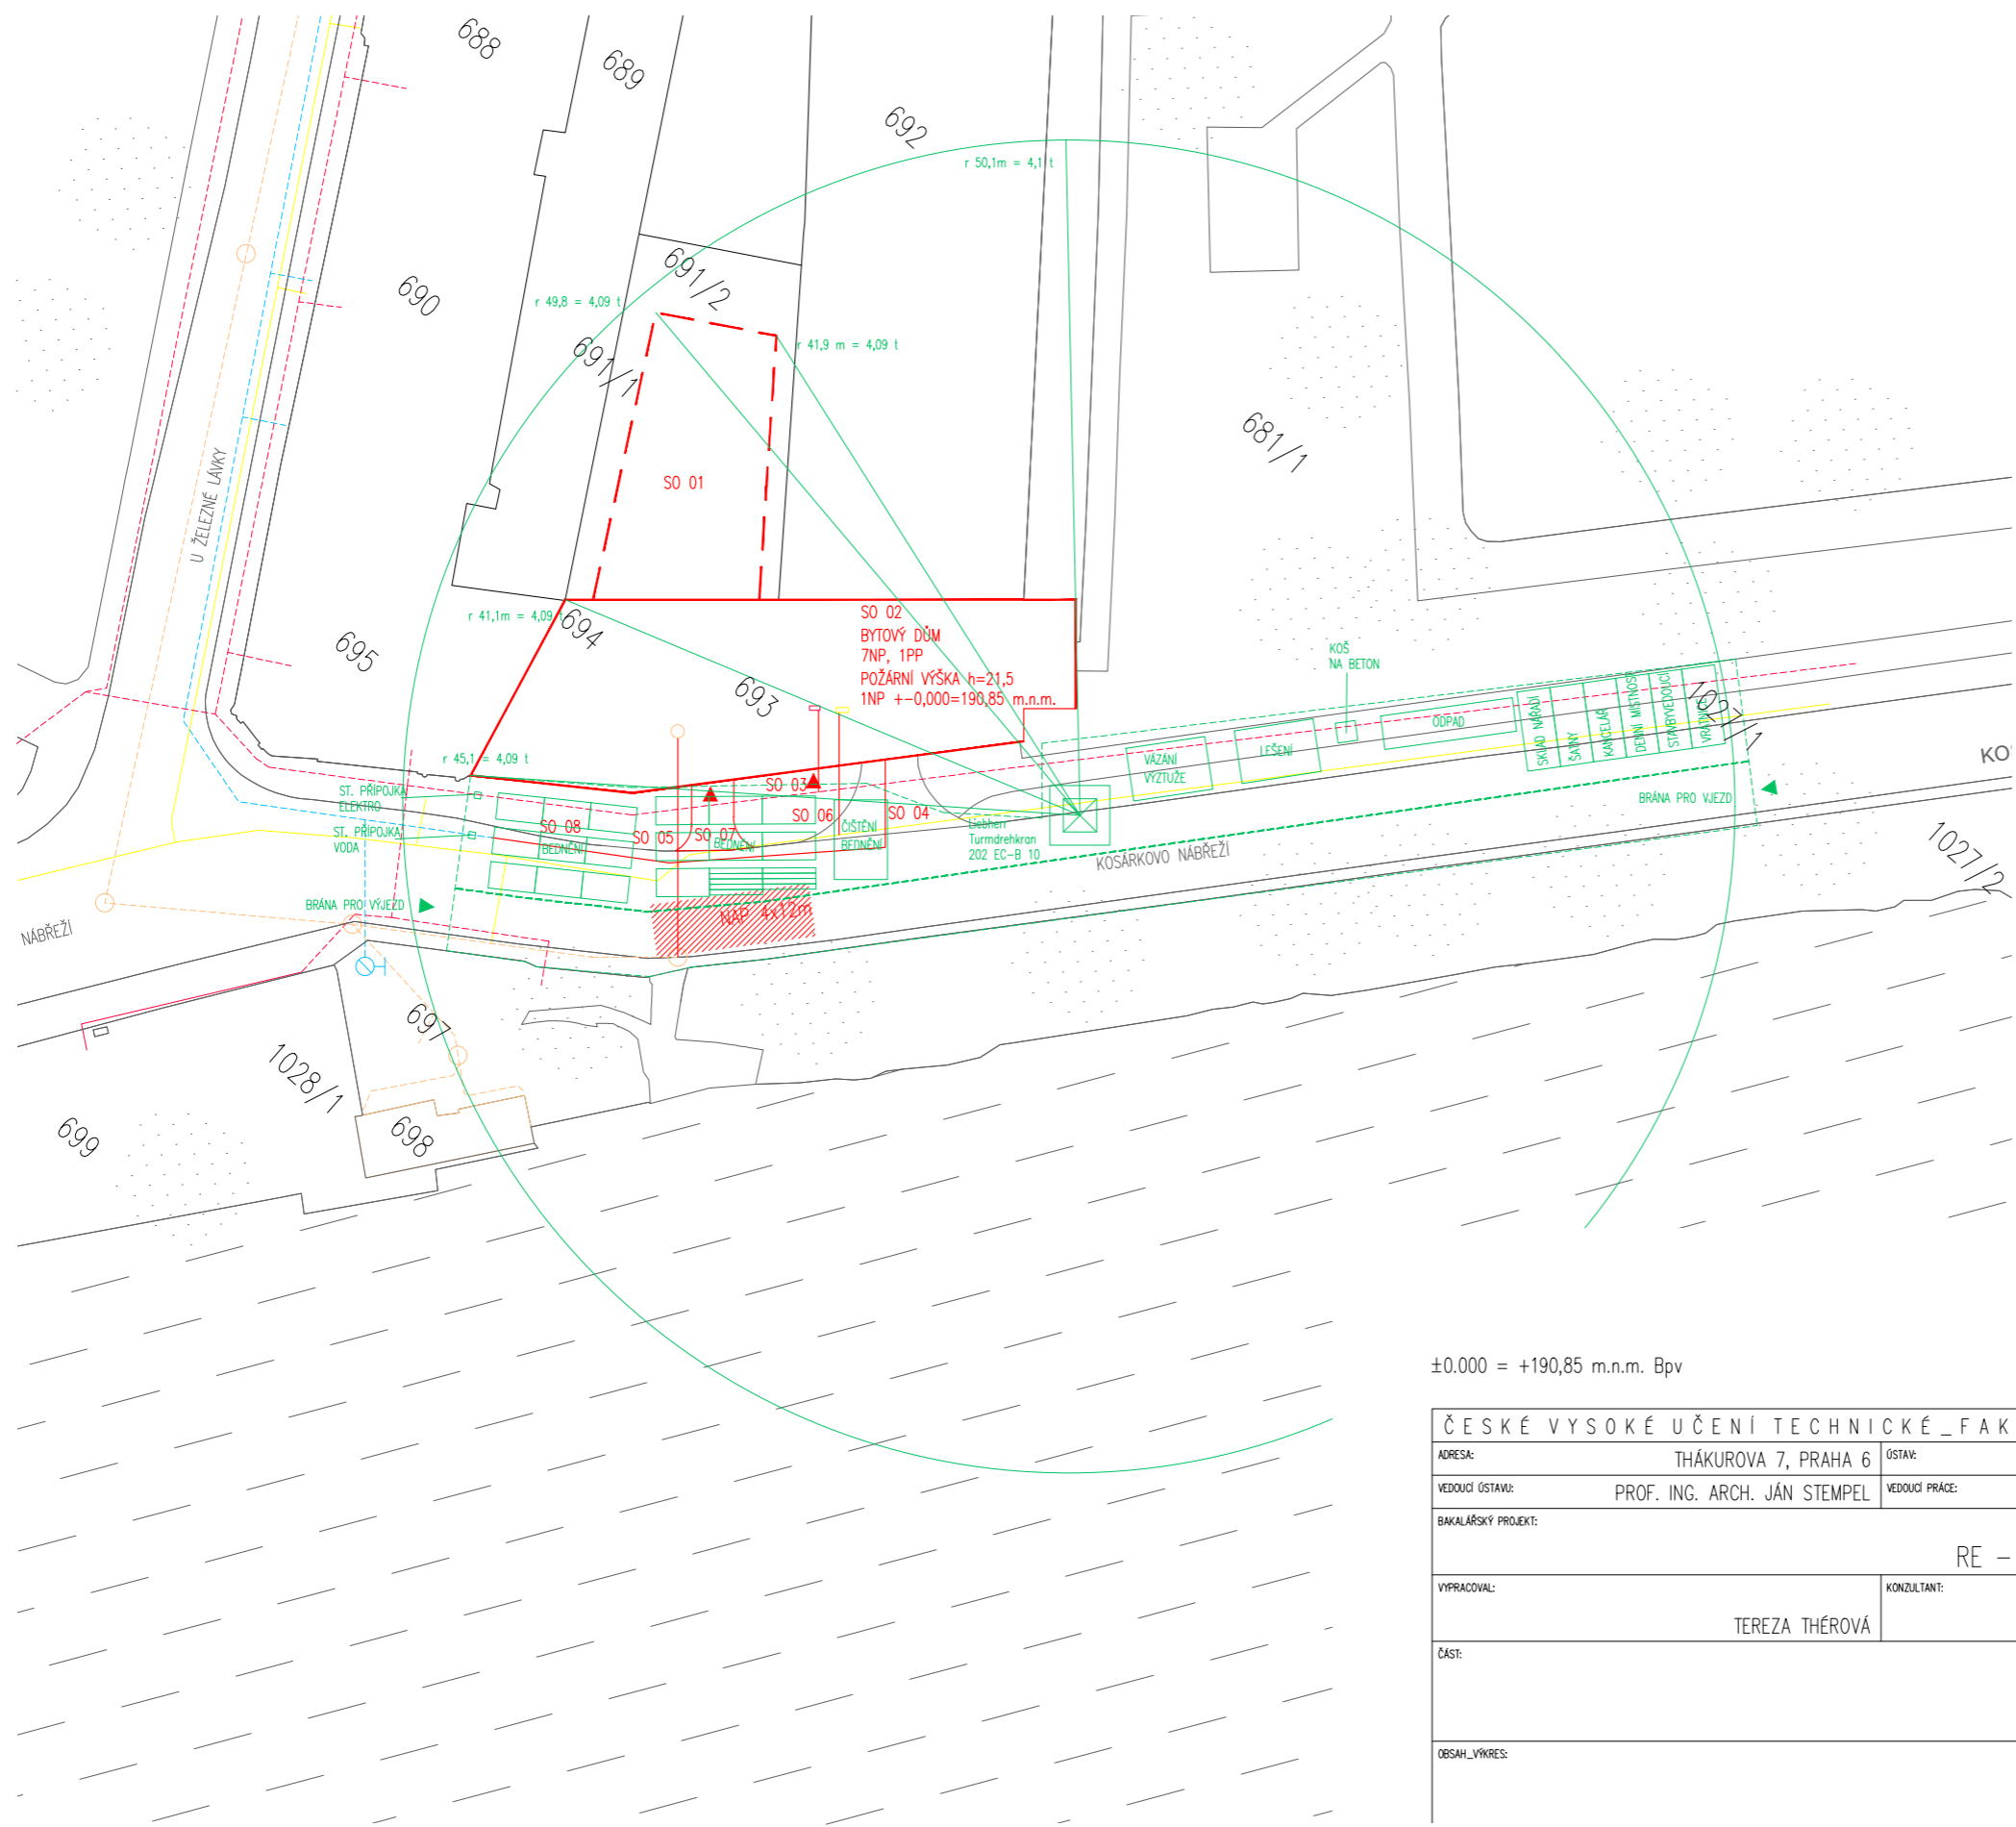 688
689
692
r 50,1m = 4,1 t
691/2
690
r 49,8 = 4,09 t
r 41,9 m = 4,09 t
691/1
681/1
SO 01
U ŽELEZNÉ LÁVKY
r 41,1m = 4,09 t
694
695
693
SO 02
BYTOVÝ DŮM
7NP, 1PP
POŽÁRNÍ VÝŠKA h=21,5
1NP +-0,000=190,85 m.n.m.
KOŠ
NA BETON
ODPAD
LEŠENÍ
VÁZÁNÍ
VÝZTUŽE
SKLAD NÁŘADÍ
ŠATNY
KANCELÁŘ
DENNÍ MÍSTNOST
STAVBYVEDOUCÍ
VRÁTNICE
1027/1
KO
r 45,1 = 4,09 t
ST. PŘÍPOJKA
ELEKTRO
ST. PŘÍPOJKA
VODA
SO 03
SO 06
SO 04
SO 08
SO 05
SO 07
BEDNĚNÍ
BEDNĚNÍ
ČIŠTĚNÍ
BEDNĚNÍ
Liebherr
Turmdrehkran
202 EC-B 10
BRÁNA PRO VJEZD
KOSÁRKOVO NÁBŘEŽÍ
1027/2
BRÁNA PRO VÝJEZD
NAP 4x12m
NÁBŘEŽÍ
697
1028/1
698
699
±0.000 = +190,85 m.n.m. Bpv
ČESKÉ VYSOKÉ UČENÍ TECHNICKÉ_FAK
ADRESA: THÁKUROVA 7, PRAHA 6 ÚSTAV:
VEDOUCÍ ÚSTAVU: PROF. ING. ARCH. JÁN STEMPEL VEDOUCÍ PRÁCE:
BAKALÁŘSKÝ PROJEKT:
RE -
VYPRACOVAL: KONZULTANT:
TEREZA THÉROVÁ
ČÁST:
OBSAH_VÝKRES: